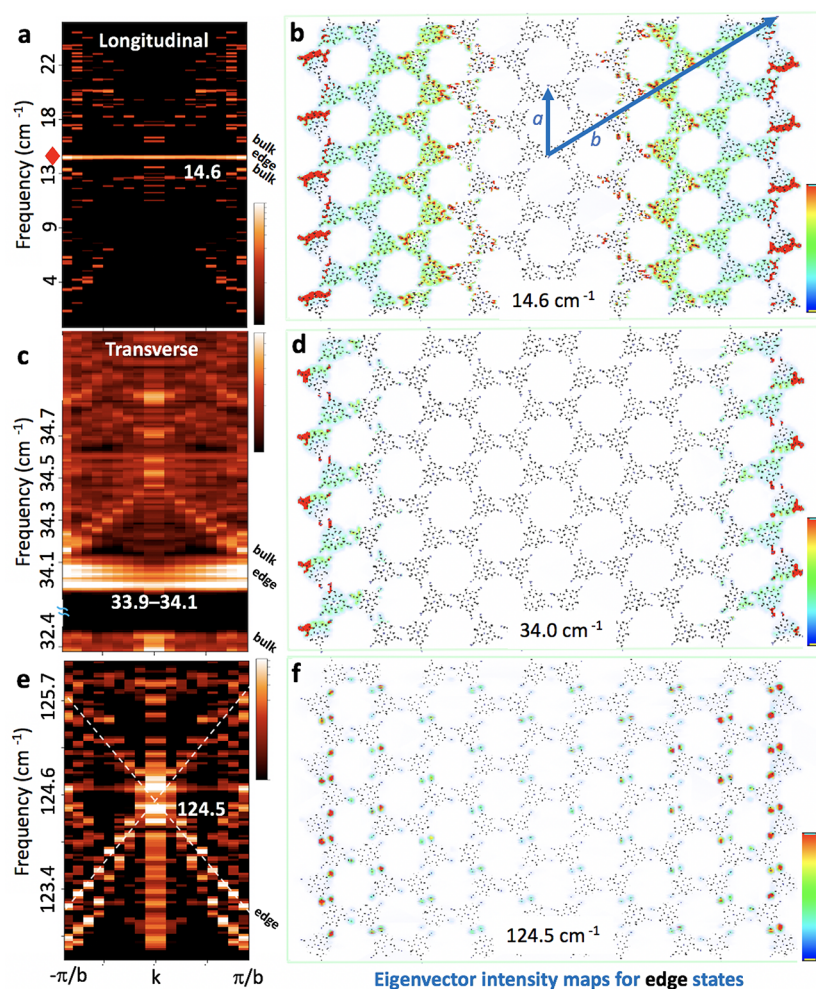 a
Longitudinal
Frequency (cm⁻¹)
22
18
13
9
4
14.6
bulk
edge
bulk
b
a
b
14.6 cm⁻¹
c
Transverse
Frequency (cm⁻¹)
34.7
34.5
34.3
34.1
32.4
33.9–34.1
bulk
edge
bulk
d
34.0 cm⁻¹
e
Frequency (cm⁻¹)
125.7
124.6
123.4
124.5
edge
-π/b
k
π/b
f
124.5 cm⁻¹
Eigenvector intensity maps for edge states